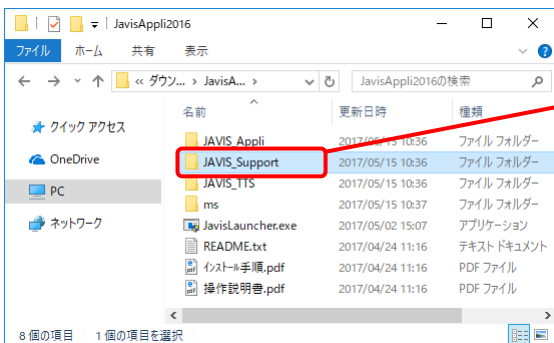 JavisAppli2016
ファイル ホーム 共有 表示
« ダウン... › JavisA... › JavisAppli2016の検索
名前 更新日時 種類
クイック アクセス
OneDrive
PC
ネットワーク
JAVIS_Appli 2017/05/15 10:36 ファイル フォルダー
JAVIS_Support 2017/05/15 10:36 ファイル フォルダー
JAVIS_TTS 2017/05/15 10:36 ファイル フォルダー
ms 2017/05/15 10:37 ファイル フォルダー
JavisLauncher.exe 2017/05/02 15:07 アプリケーション
README.txt 2017/04/24 11:16 テキスト ドキュメント
インストール手順.pdf 2017/04/24 11:16 PDF ファイル
操作説明書.pdf 2017/04/24 11:16 PDF ファイル
8 個の項目 1 個の項目を選択